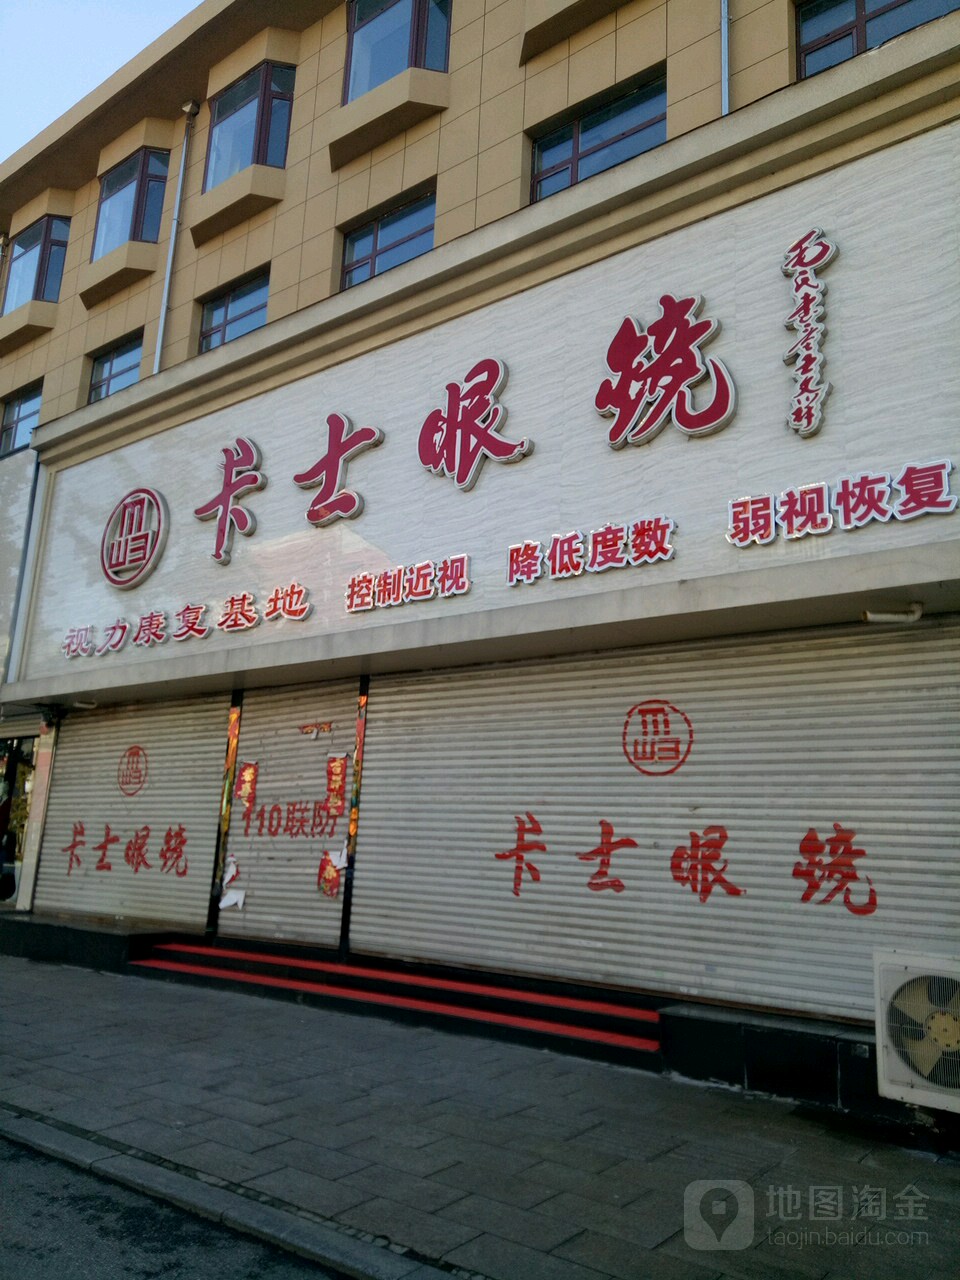 卡士眼镜
视力康复基地 控制近视 降低度数 弱视恢复
卡士眼镜
110联防
卡士眼镜
地图淘金
taojin.baidu.com